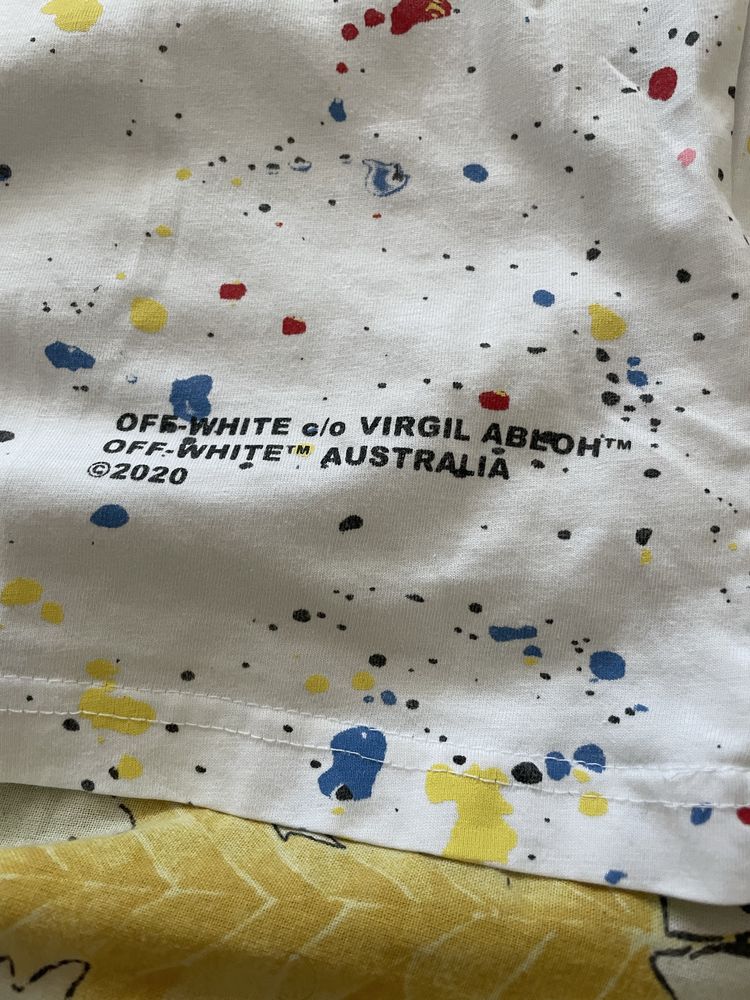 OFF-WHITE c/o VIRGIL ABLOH™
OFF-WHITE™ AUSTRALIA
©2020